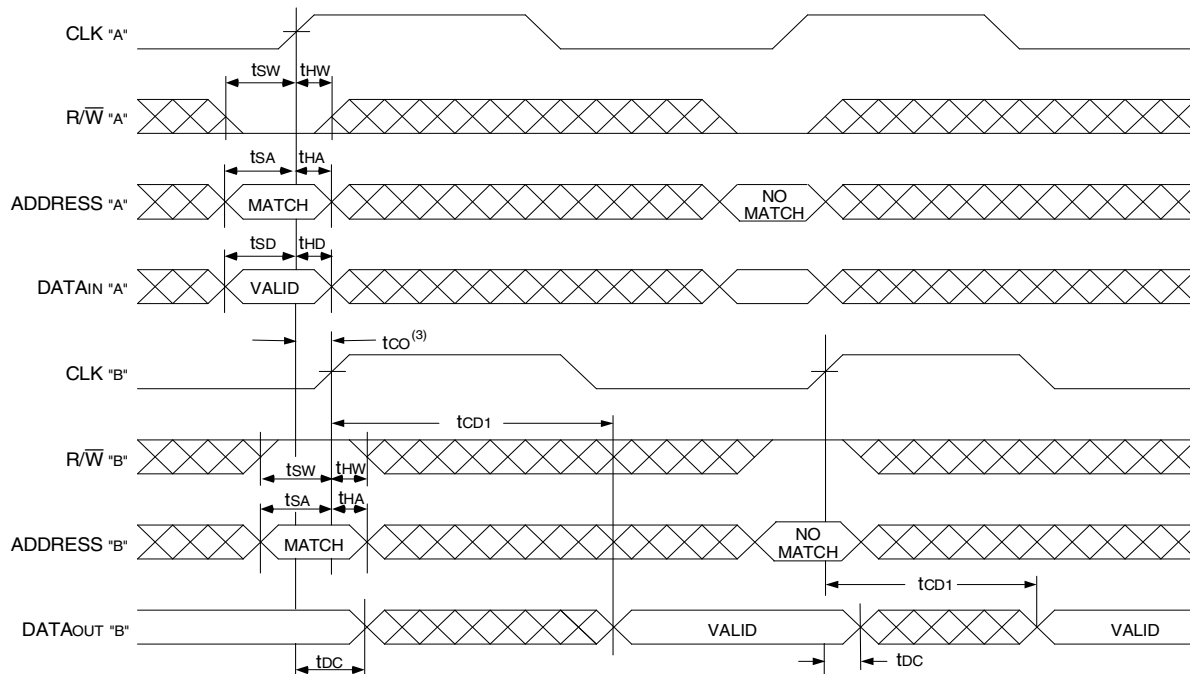 CLK "A"
tSW tHW
R/W̅ "A"
tSA tHA
ADDRESS "A" MATCH NO MATCH
tSD tHD
DATAIN "A" VALID
tCO(3)
CLK "B"
tCD1
R/W̅ "B"
tSW tHW
tSA tHA
ADDRESS "B" MATCH NO MATCH
tCD1
DATAOUT "B" VALID VALID
tDC tDC